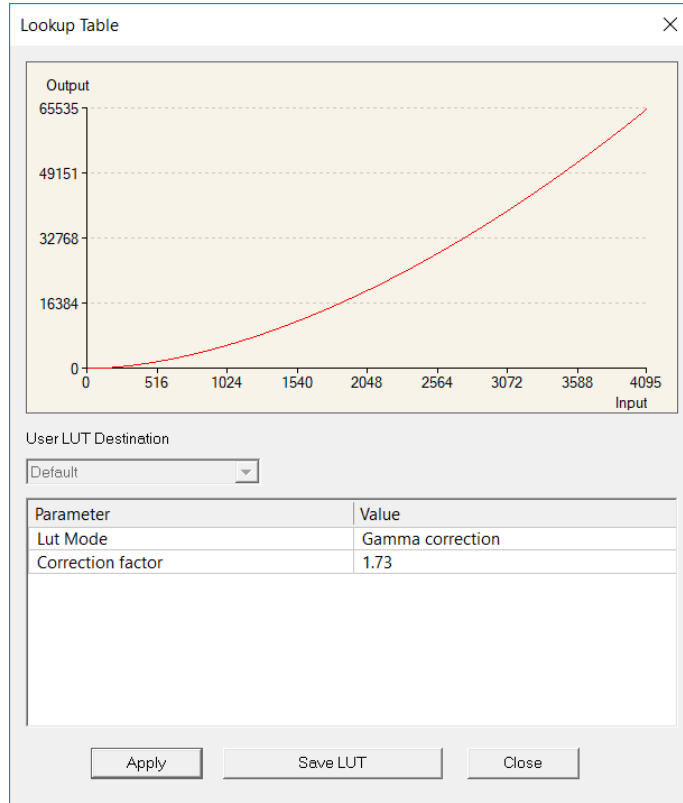 Lookup Table
Output
65535
49151
32768
16384
0
0 516 1024 1540 2048 2564 3072 3588 4095
Input
User LUT Destination
Default
Parameter Value
Lut Mode Gamma correction
Correction factor 1.73
Apply Save LUT Close